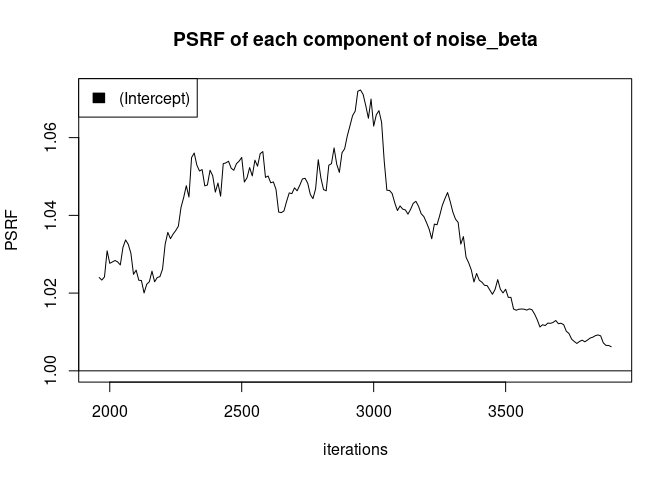 PSRF of each component of noise_beta
(Intercept)
PSRF
1.06
1.04
1.02
1.00
2000 2500 3000 3500
iterations